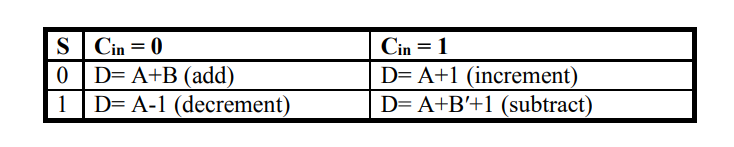 S Cin = 0 Cin = 1
0 D= A+B (add) D= A+1 (increment)
1 D= A-1 (decrement) D= A+B′+1 (subtract)